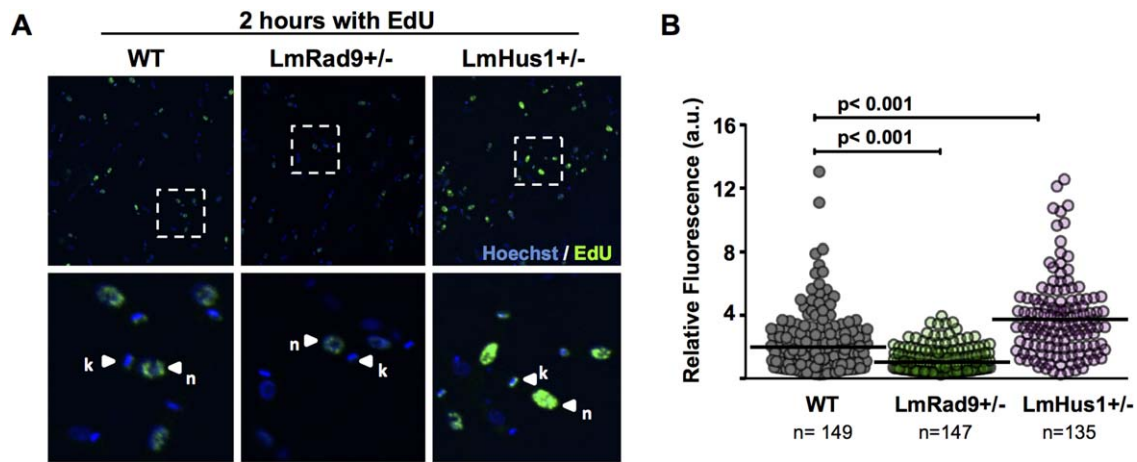 A
2 hours with EdU
WT
LmRad9+/-
LmHus1+/-
Hoechst / EdU
k
n
n
k
k
n
B
Relative Fluorescence (a.u.)
16
12
8
4
p< 0.001
p< 0.001
WT
LmRad9+/-
LmHus1+/-
n= 149
n=147
n=135